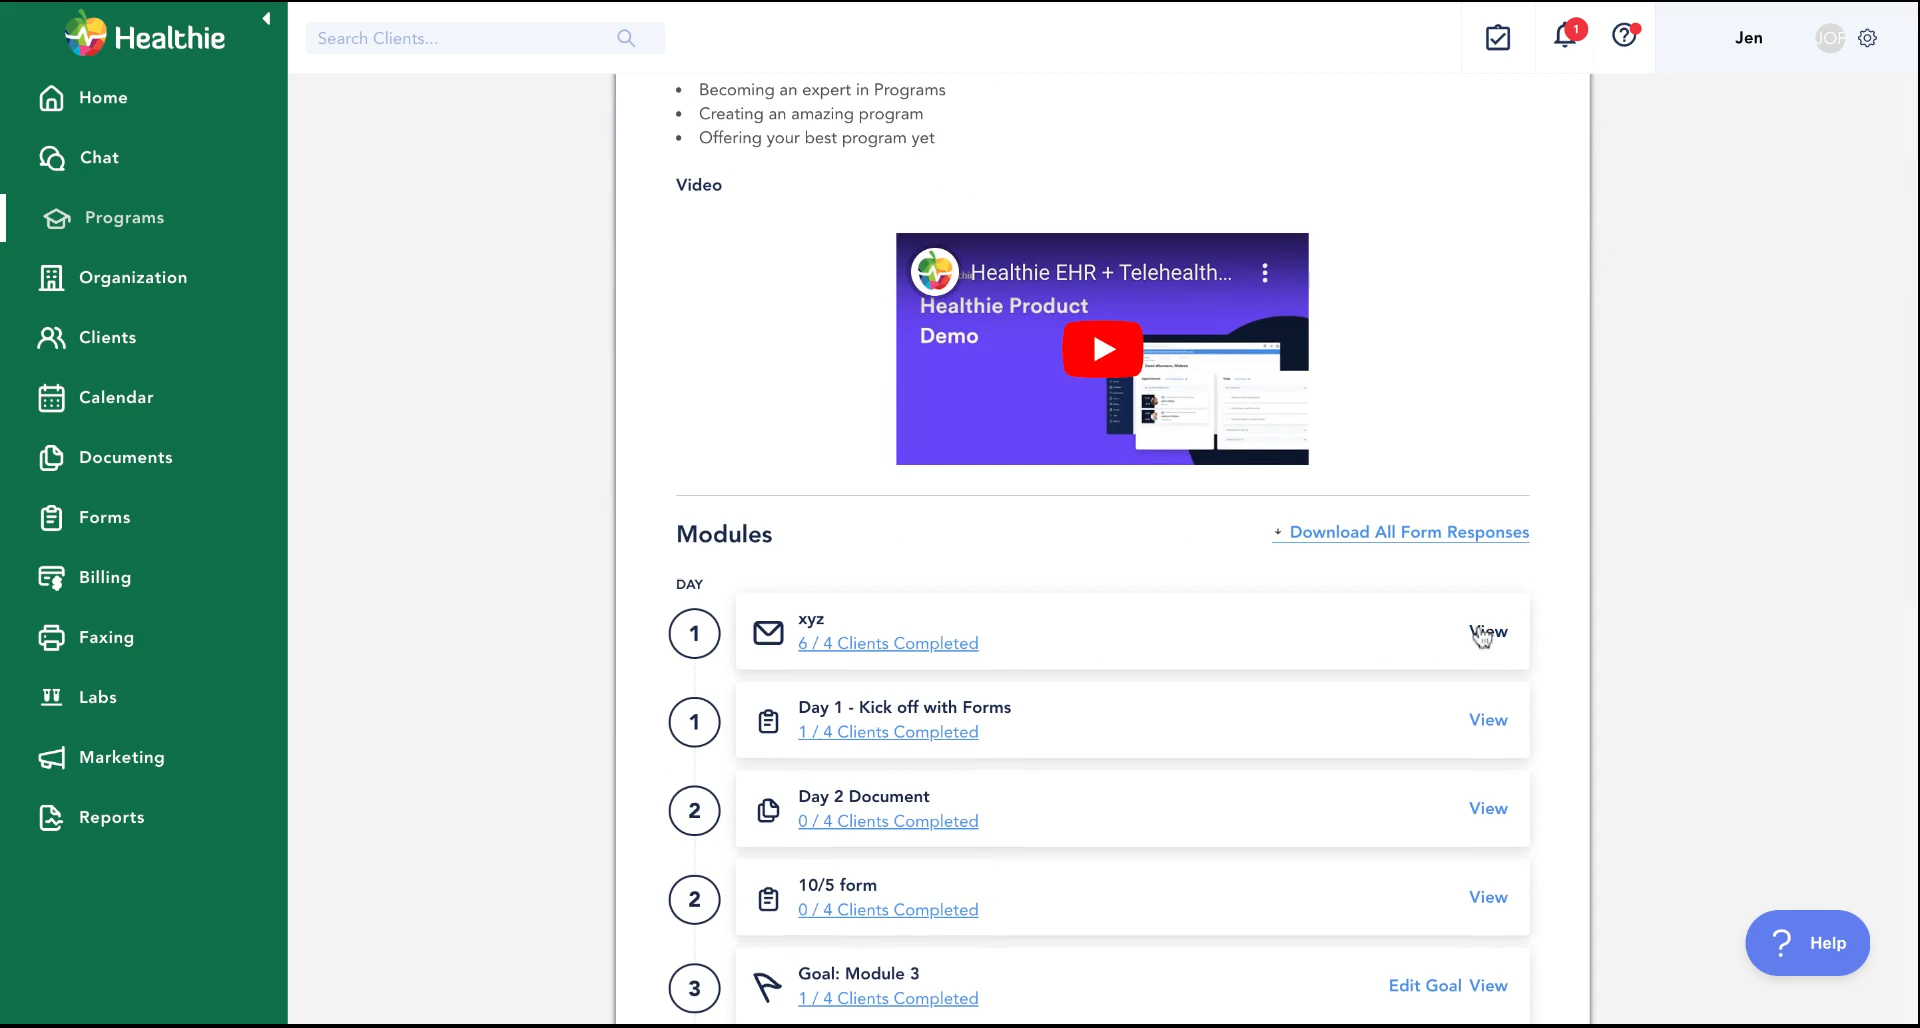 Healthie
Search Clients...
1
Jen
JOF
Home
Chat
Programs
Organization
Clients
Calendar
Documents
Forms
Billing
Faxing
Labs
Marketing
Reports
• Becoming an expert in Programs
• Creating an amazing program
• Offering your best program yet
Video
Healthie EHR + Telehealth...
Healthie Product
Demo
Modules
Download All Form Responses
DAY
1
xyz
6 / 4 Clients Completed
View
1
Day 1 - Kick off with Forms
1 / 4 Clients Completed
View
2
Day 2 Document
0 / 4 Clients Completed
View
2
10/5 form
0 / 4 Clients Completed
View
3
Goal: Module 3
1 / 4 Clients Completed
Edit Goal View
? Help